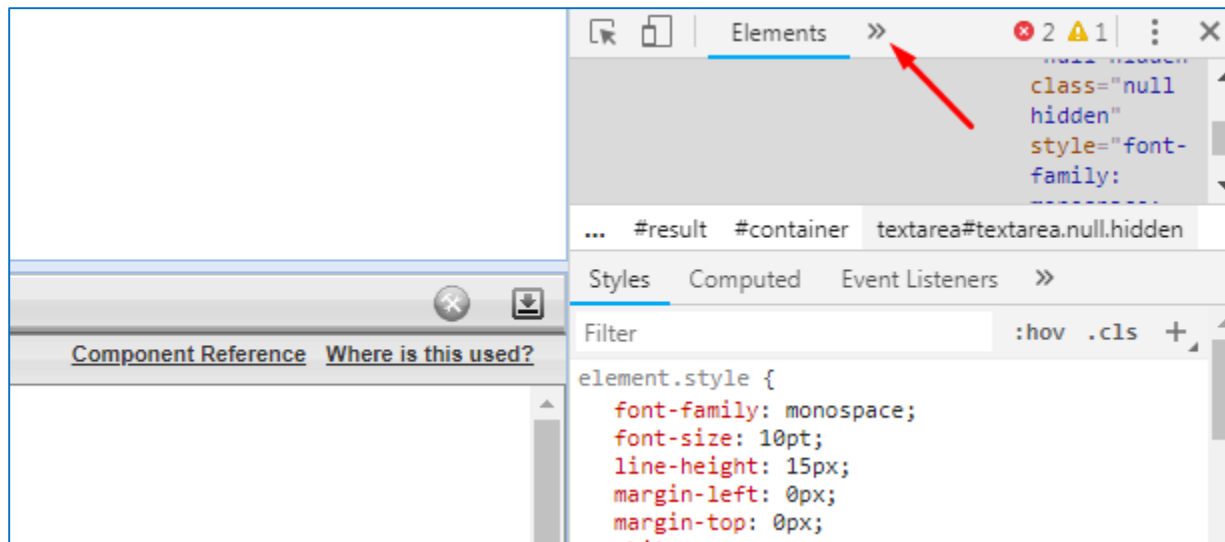 Elements » 2 1
class="null
hidden"
style="font-
family:
... #result #container textarea#textarea.null.hidden
Styles Computed Event Listeners »
Filter :hov .cls +
Component Reference Where is this used?
element.style {
font-family: monospace;
font-size: 10pt;
line-height: 15px;
margin-left: 0px;
margin-top: 0px;